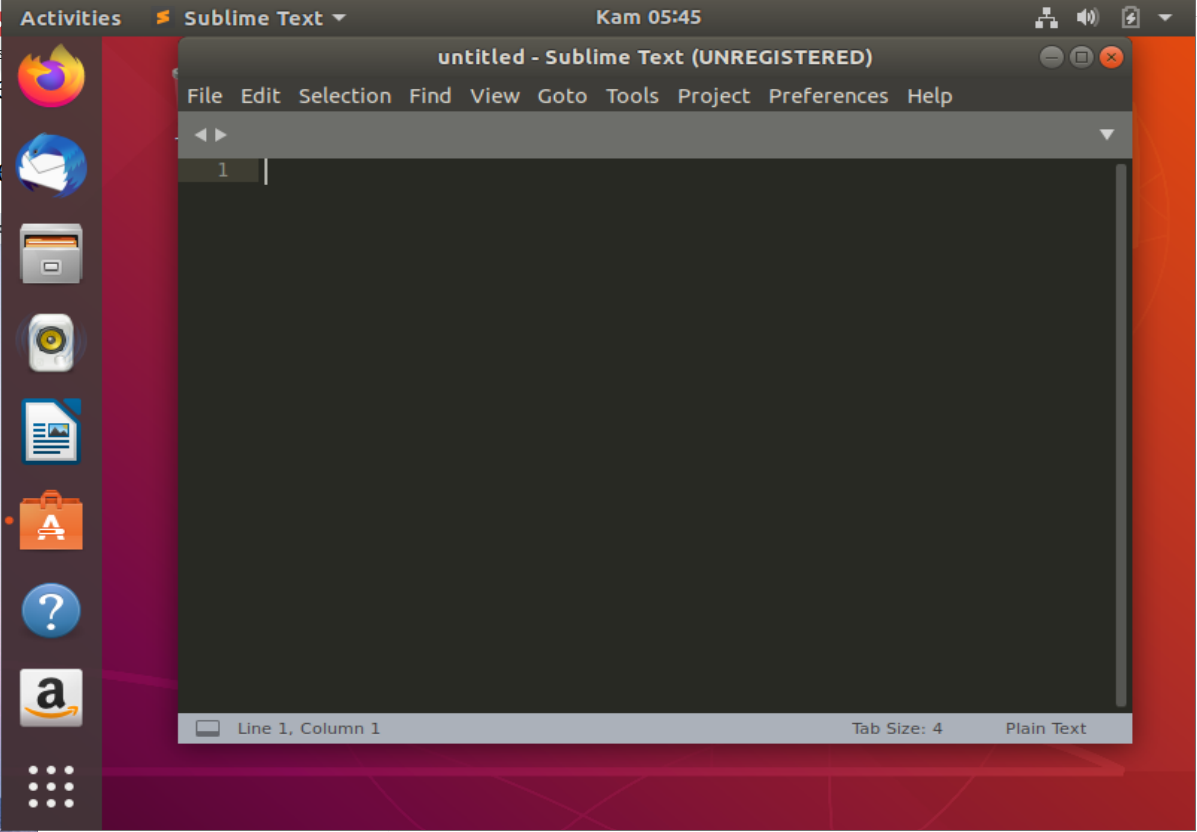 Activities Sublime Text Kam 05:45
untitled - Sublime Text (UNREGISTERED)
File Edit Selection Find View Goto Tools Project Preferences Help
1
Line 1, Column 1 Tab Size: 4 Plain Text